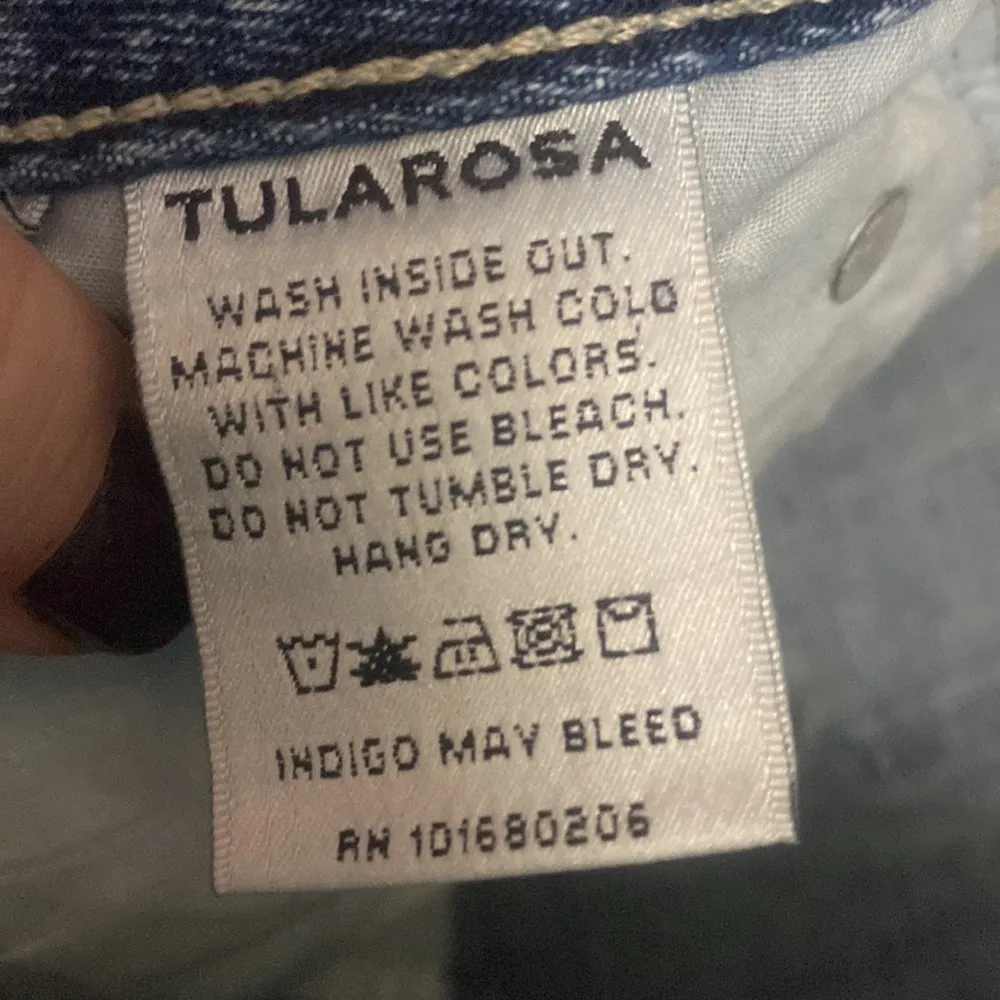 TULAROSA
WASH INSIDE OUT.
MACHINE WASH COLD
WITH LIKE COLORS.
DO NOT USE BLEACH.
DO NOT TUMBLE DRY.
HANG DRY.
INDIGO MAY BLEED
RN 101680206